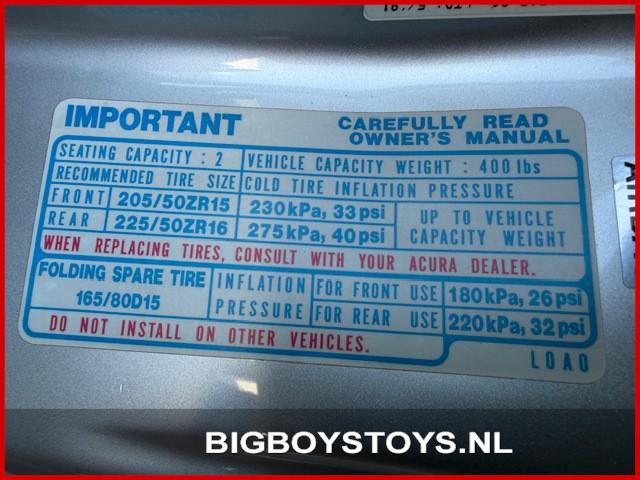 IMPORTANT
CAREFULLY READ
OWNER'S MANUAL
SEATING CAPACITY : 2 VEHICLE CAPACITY WEIGHT : 400 lbs
RECOMMENDED TIRE SIZE COLD TIRE INFLATION PRESSURE
FRONT 205/50ZR15 230kPa, 33psi UP TO VEHICLE
REAR 225/50ZR16 275kPa, 40psi CAPACITY WEIGHT
WHEN REPLACING TIRES, CONSULT WITH YOUR ACURA DEALER.
FOLDING SPARE TIRE INFLATION FOR FRONT USE 180kPa, 26psi
165/80D15 PRESSURE FOR REAR USE 220kPa, 32psi
DO NOT INSTALL ON OTHER VEHICLES.
L0A0
BIGBOYSTOYS.NL